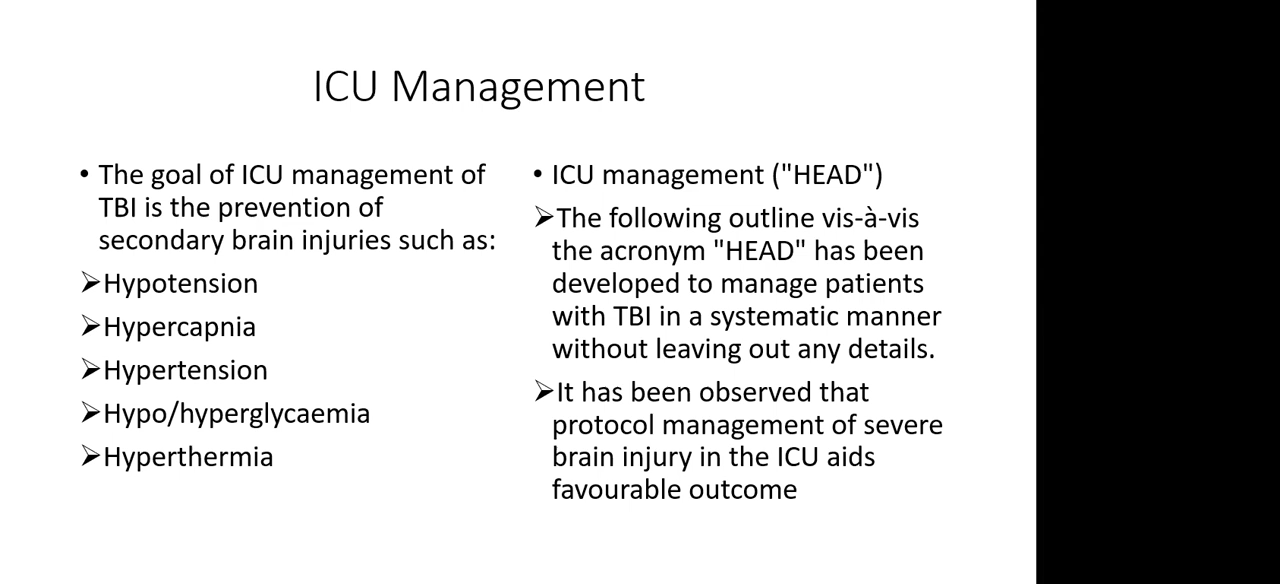 ICU Management
• The goal of ICU management of
TBI is the prevention of
secondary brain injuries such as:
➢Hypotension
➢Hypercapnia
➢Hypertension
➢Hypo/hyperglycaemia
➢Hyperthermia
• ICU management ("HEAD")
➢The following outline vis-à-vis
the acronym "HEAD" has been
developed to manage patients
with TBI in a systematic manner
without leaving out any details.
➢It has been observed that
protocol management of severe
brain injury in the ICU aids
favourable outcome